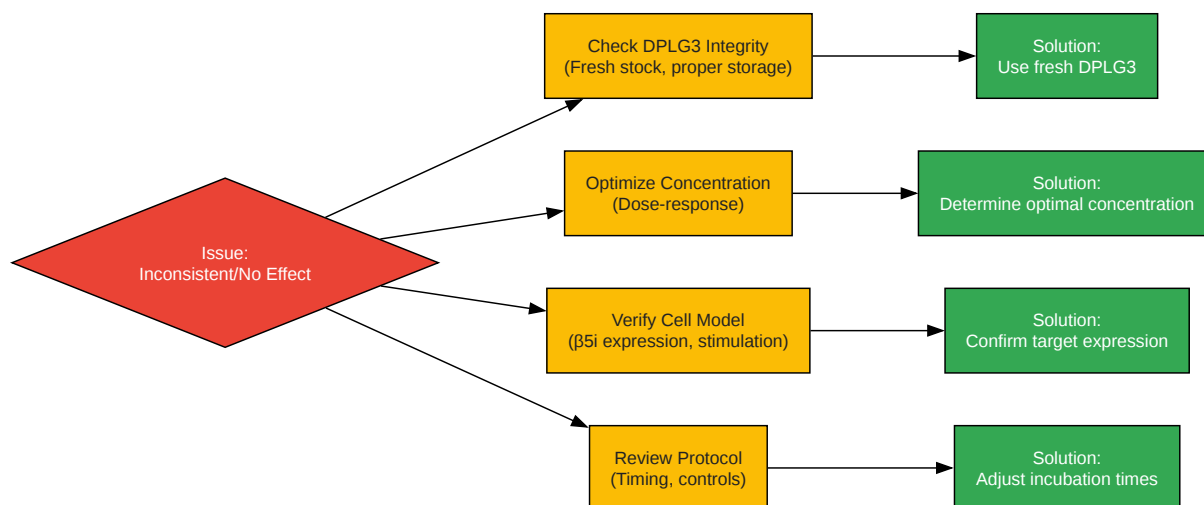 Check DPLG3 Integrity
(Fresh stock, proper storage)
Solution:
Use fresh DPLG3
Optimize Concentration
(Dose-response)
Solution:
Determine optimal concentration
Issue:
Inconsistent/No Effect
Verify Cell Model
(β5i expression, stimulation)
Solution:
Confirm target expression
Review Protocol
(Timing, controls)
Solution:
Adjust incubation times